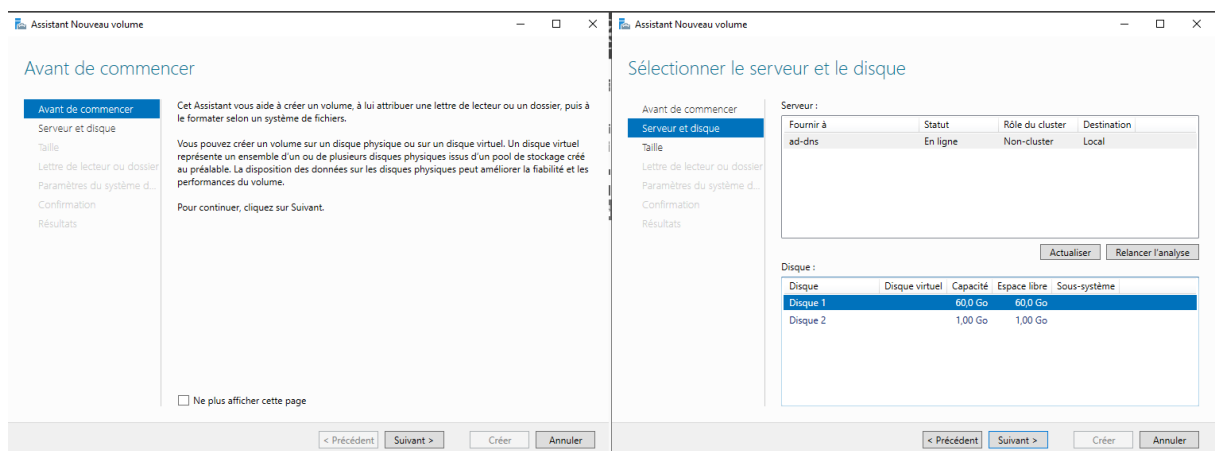 Assistant Nouveau volume
Avant de commencer
Avant de commencer
Serveur et disque
Taille
Lettre de lecteur ou dossier
Paramètres du système d...
Confirmation
Résultats
Cet Assistant vous aide à créer un volume, à lui attribuer une lettre de lecteur ou un dossier, puis à
le formater selon un système de fichiers.
Vous pouvez créer un volume sur un disque physique ou sur un disque virtuel. Un disque virtuel
représente un ensemble d'un ou de plusieurs disques physiques issus d'un pool de stockage créé
au préalable. La disposition des données sur les disques physiques peut améliorer la fiabilité et les
performances du volume.
Pour continuer, cliquez sur Suivant.
Ne plus afficher cette page
< Précédent Suivant > Créer Annuler
Assistant Nouveau volume
Sélectionner le serveur et le disque
Avant de commencer
Serveur et disque
Taille
Lettre de lecteur ou dossier
Paramètres du système d...
Confirmation
Résultats
Serveur :
Fournir à Statut Rôle du cluster Destination
ad-dns En ligne Non-cluster Local
Actualiser Relancer l'analyse
Disque :
Disque Disque virtuel Capacité Espace libre Sous-système
Disque 1 60,0 Go 60,0 Go
Disque 2 1,00 Go 1,00 Go
< Précédent Suivant > Créer Annuler